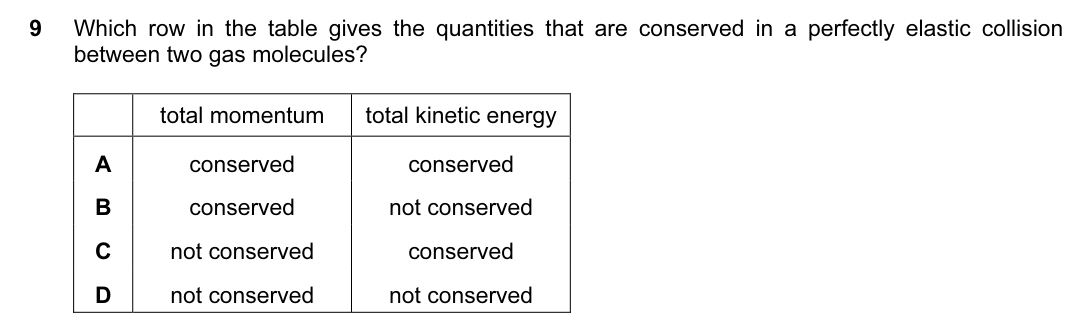 9 Which row in the table gives the quantities that are conserved in a perfectly elastic collision
between two gas molecules?
total momentum total kinetic energy
A conserved conserved
B conserved not conserved
C not conserved conserved
D not conserved not conserved